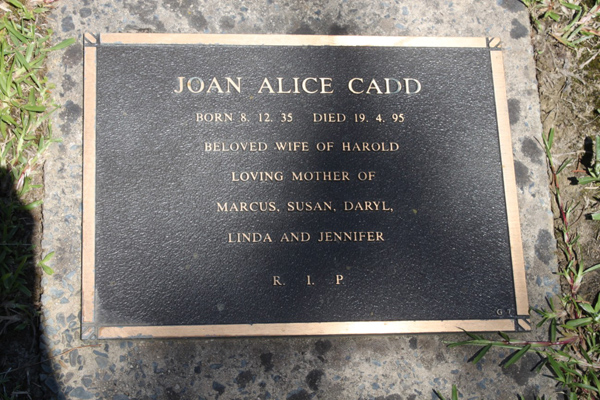 JOAN ALICE CADD
BORN 8. 12. 35 DIED 19. 4. 95
BELOVED WIFE OF HAROLD
LOVING MOTHER OF
MARCUS, SUSAN, DARYL,
LINDA AND JENNIFER
R. I. P